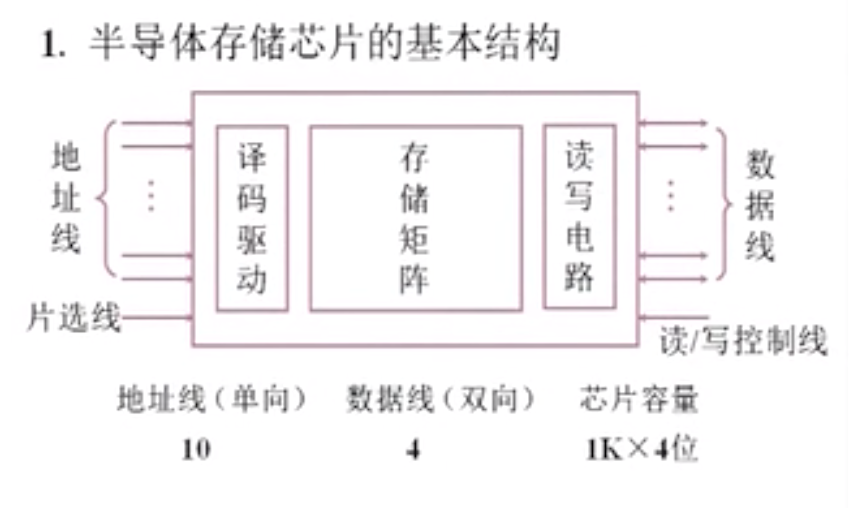 1. 半导体存储芯片的基本结构
地址线
译码驱动
存储矩阵
读写电路
数据线
片选线
读/写控制线
地址线（单向） 数据线（双向） 芯片容量
10 4 1K×4位